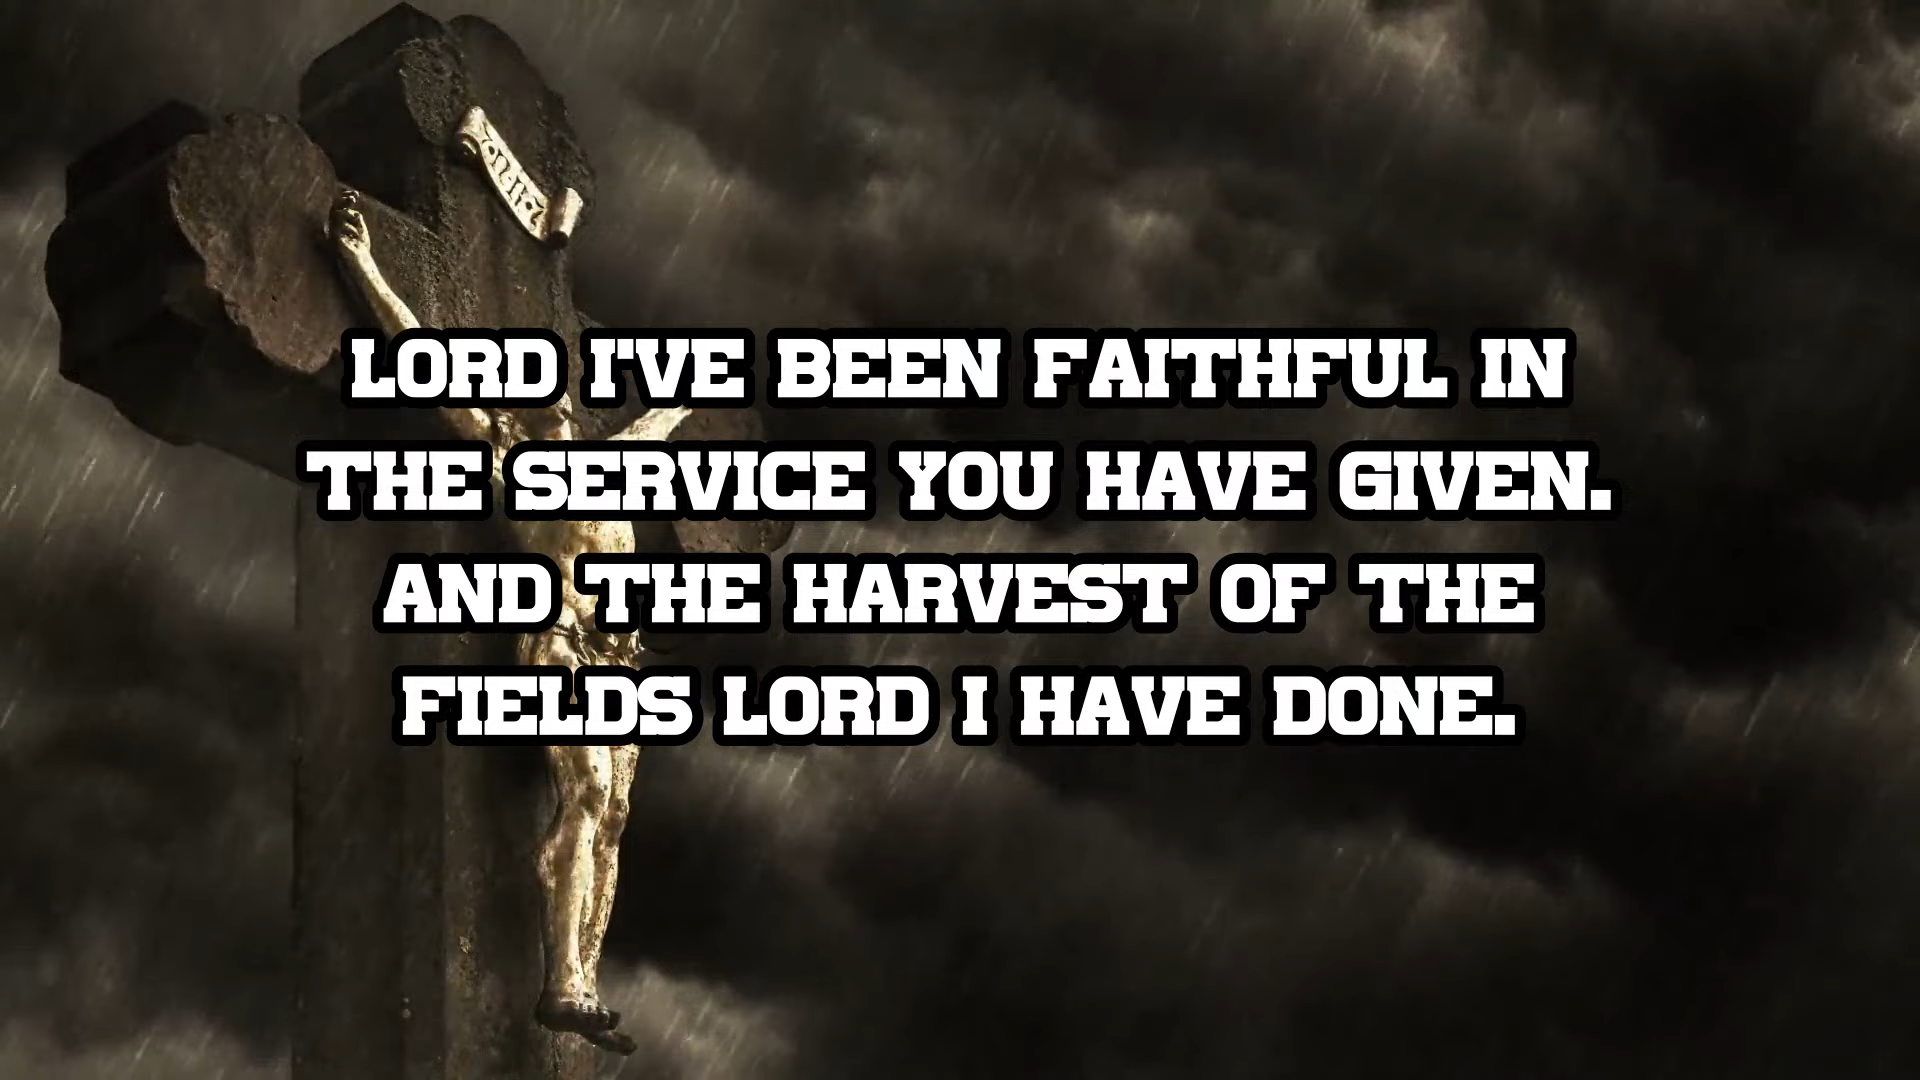 LORD I'VE BEEN FAITHFUL IN
THE SERVICE YOU HAVE GIVEN.
AND THE HARVEST OF THE
FIELDS LORD I HAVE DONE.